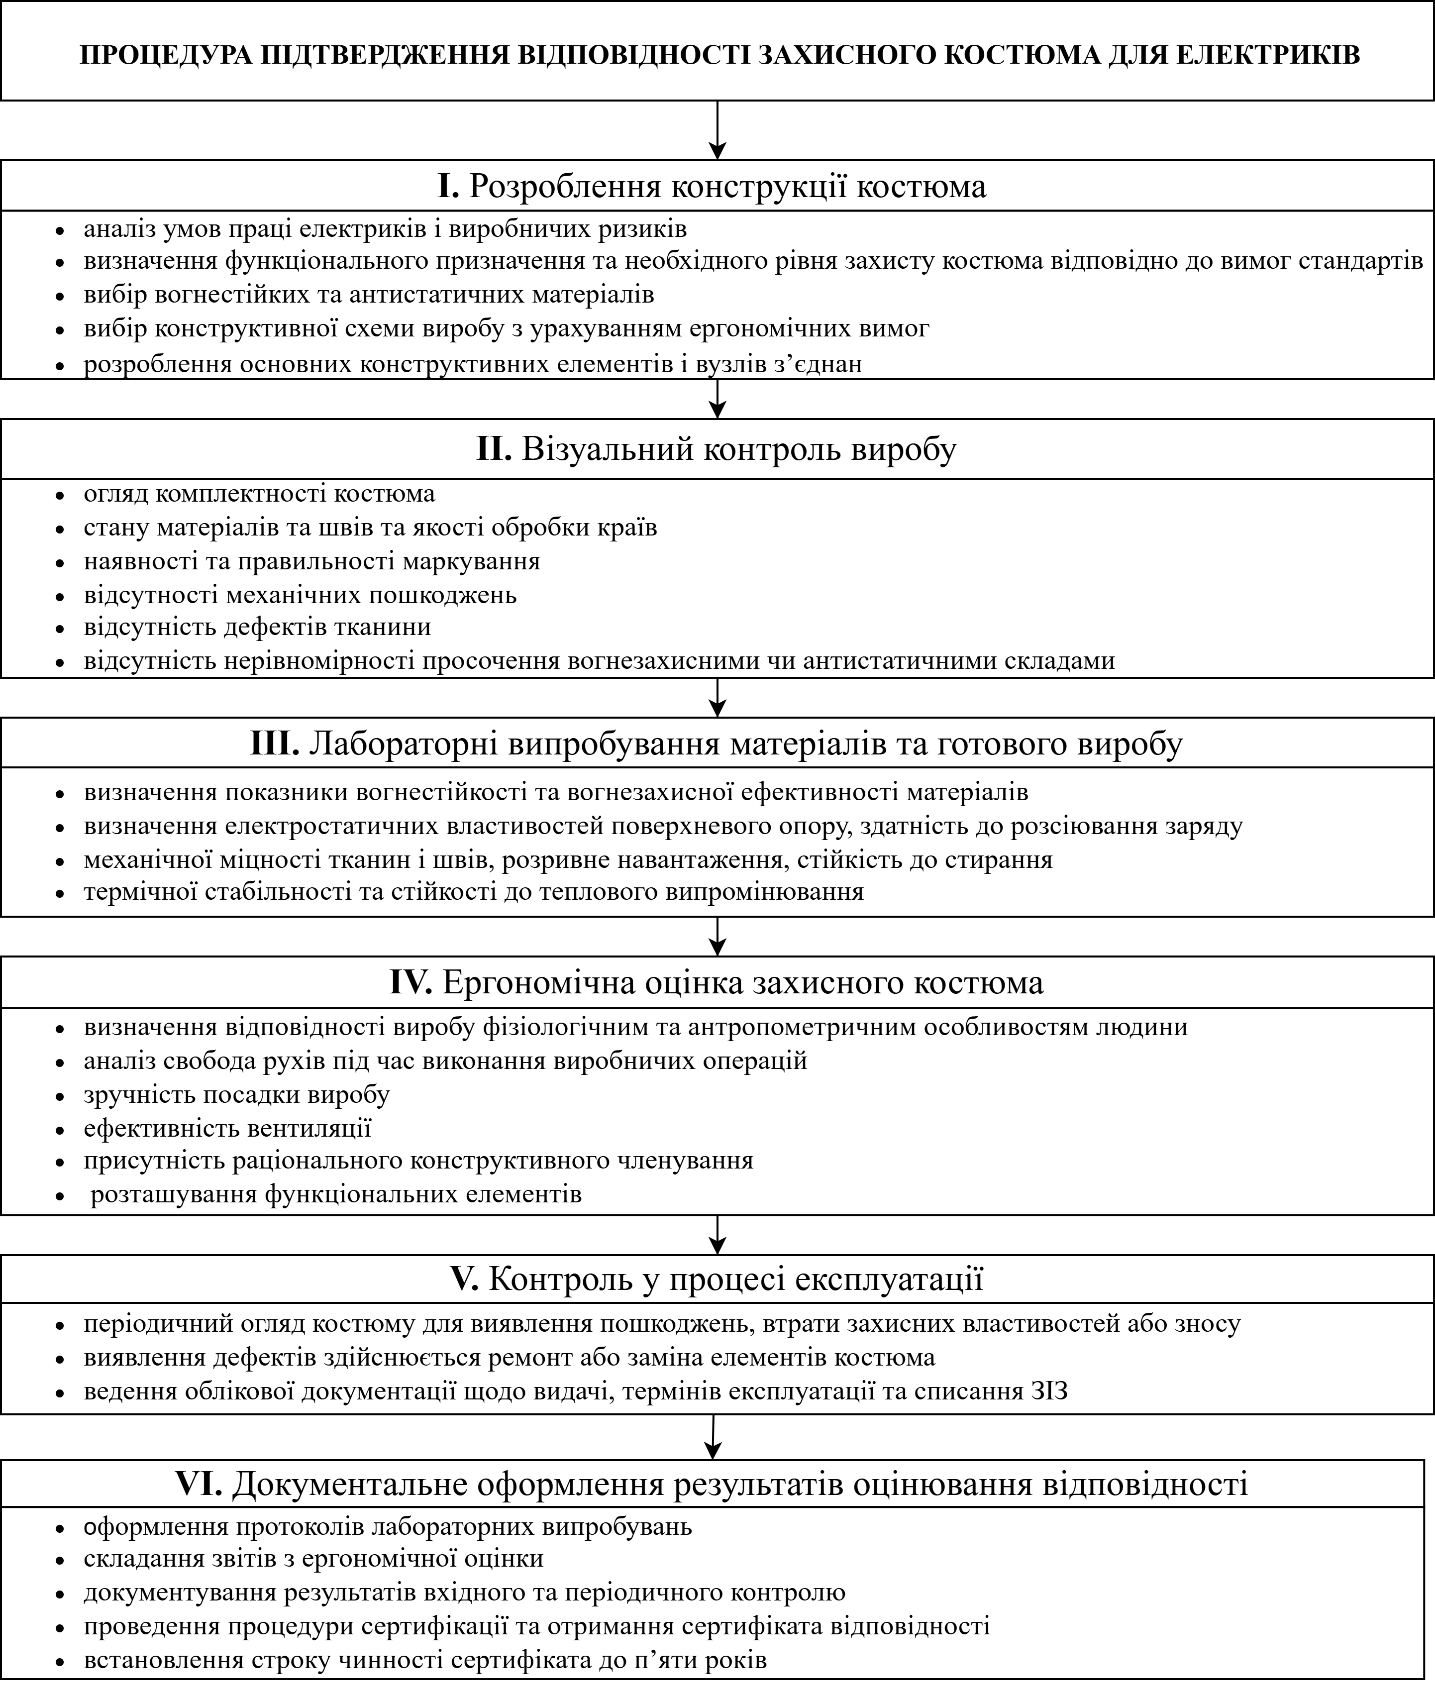 ПРОЦЕДУРА ПІДТВЕРДЖЕННЯ ВІДПОВІДНОСТІ ЗАХИСНОГО КОСТЮМА ДЛЯ ЕЛЕКТРИКІВ
I. Розроблення конструкції костюма
• аналіз умов праці електриків і виробничих ризиків
• визначення функціонального призначення та необхідного рівня захисту костюма відповідно до вимог стандартів
• вибір вогнестійких та антистатичних матеріалів
• вибір конструктивної схеми виробу з урахуванням ергономічних вимог
• розроблення основних конструктивних елементів і вузлів з’єднан
II. Візуальний контроль виробу
• огляд комплектності костюма
• стану матеріалів та швів та якості обробки країв
• наявності та правильності маркування
• відсутності механічних пошкоджень
• відсутність дефектів тканини
• відсутність нерівномірності просочення вогнезахисними чи антистатичними складами
III. Лабораторні випробування матеріалів та готового виробу
• визначення показники вогнестійкості та вогнезахисної ефективності матеріалів
• визначення електростатичних властивостей поверхневого опору, здатність до розсіювання заряду
• механічної міцності тканин і швів, розривне навантаження, стійкість до стирання
• термічної стабільності та стійкості до теплового випромінювання
IV. Ергономічна оцінка захисного костюма
• визначення відповідності виробу фізіологічним та антропометричним особливостям людини
• аналіз свобода рухів під час виконання виробничих операцій
• зручність посадки виробу
• ефективність вентиляції
• присутність раціонального конструктивного членування
• розташування функціональних елементів
V. Контроль у процесі експлуатації
• періодичний огляд костюму для виявлення пошкоджень, втрати захисних властивостей або зносу
• виявлення дефектів здійснюється ремонт або заміна елементів костюма
• ведення облікової документації щодо видачі, термінів експлуатації та списання ЗІЗ
VI. Документальне оформлення результатів оцінювання відповідності
• оформлення протоколів лабораторних випробувань
• складання звітів з ергономічної оцінки
• документування результатів вхідного та періодичного контролю
• проведення процедури сертифікації та отримання сертифіката відповідності
• встановлення строку чинності сертифіката до п’яти років